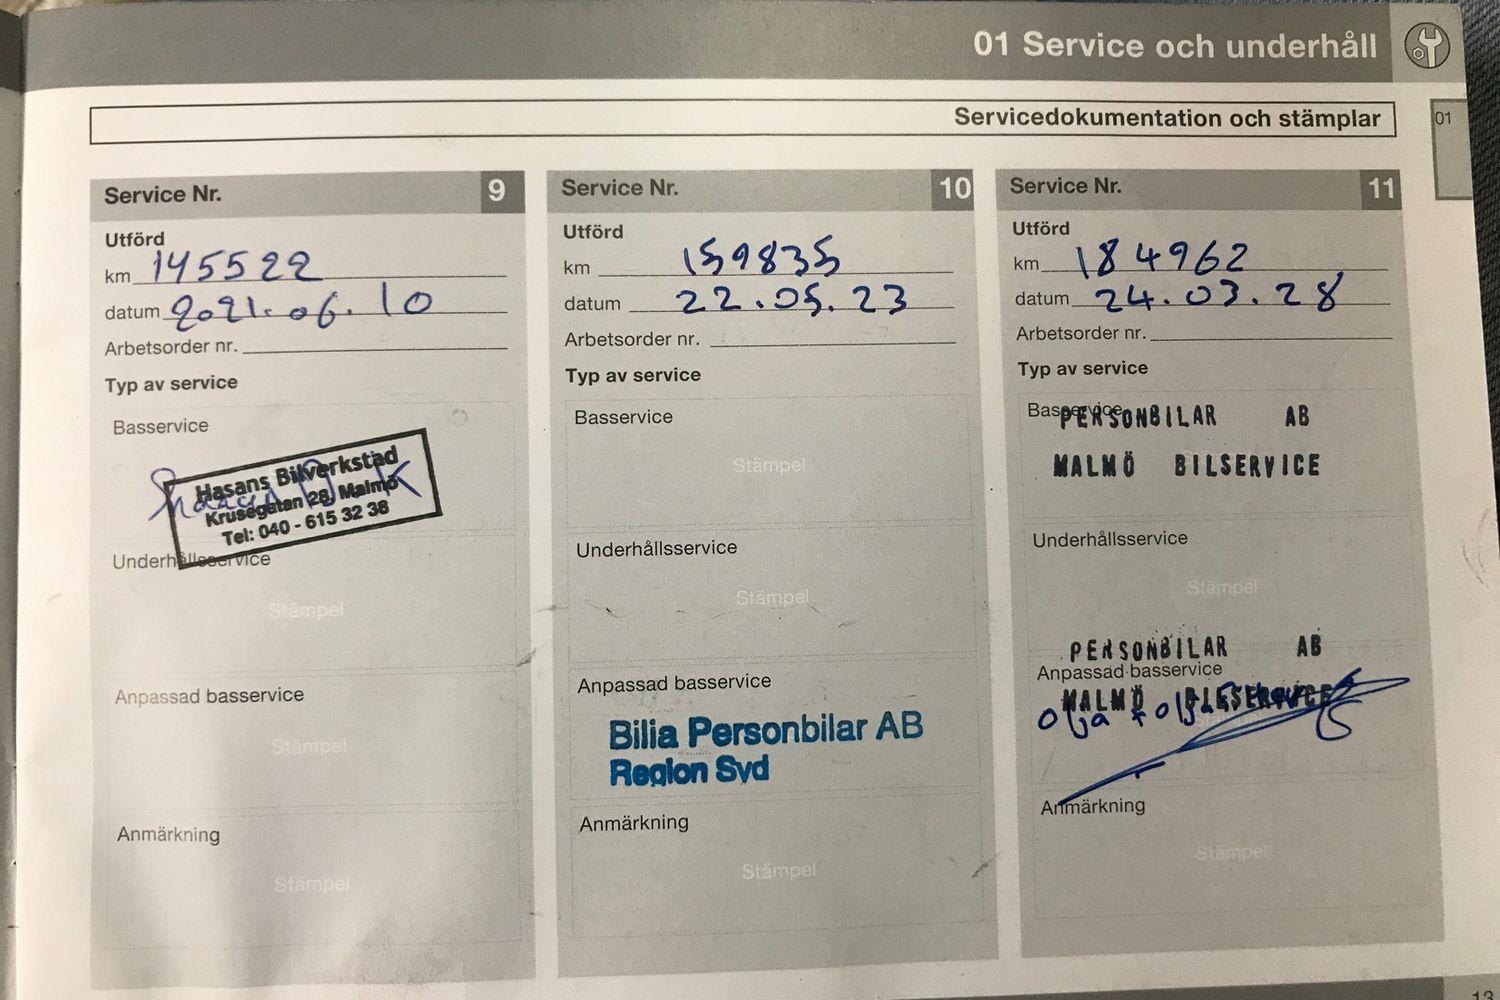 01 Service och underhåll
Servicedokumentation och stämplar
01
Service Nr. 9
Utförd
km 145522
datum 2021.06.10
Arbetsorder nr.
Typ av service
Basservice
Hasans Bilverkstad
Krusegatan 28, Malmö
Tel: 040 - 615 32 38
Underhållsservice
Stämpel
Anpassad basservice
Stämpel
Anmärkning
Stämpel
Service Nr. 10
Utförd
km 159835
datum 22.05.23
Arbetsorder nr.
Typ av service
Basservice
Stämpel
Underhållsservice
Stämpel
Anpassad basservice
Bilia Personbilar AB
Region Syd
Anmärkning
Stämpel
Service Nr. 11
Utförd
km 184962
datum 24.03.28
Arbetsorder nr.
Typ av service
Basservice
PERSONBILAR AB
MALMÖ BILSERVICE
Underhållsservice
Stämpel
PERSONBILAR AB
Anpassad basservice
MALMÖ BILSERVICE
olja + olja
Anmärkning
Stämpel